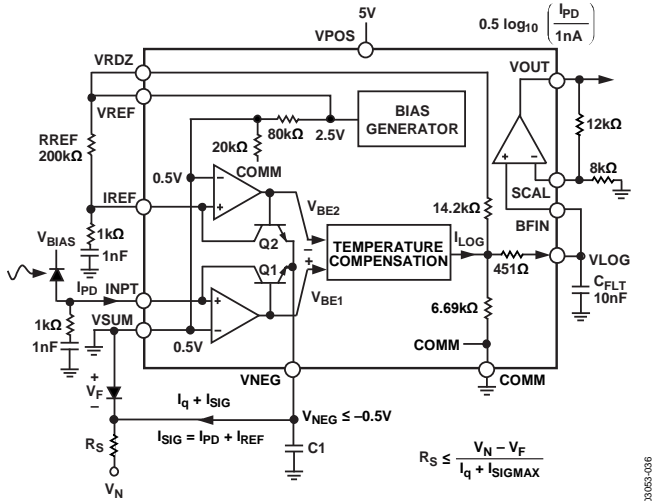 5V
0.5 log10 (IPD / 1nA)
VPOS
VRDZ
VOUT
VREF
BIAS
GENERATOR
80kΩ
2.5V
RREF
200kΩ
20kΩ
COMM
12kΩ
0.5V
8kΩ
SCAL
IREF
VBE2
14.2kΩ
BFIN
1kΩ
1nF
Q2
TEMPERATURE
COMPENSATION
ILOG
VLOG
451Ω
VBIAS
Q1
IPD
INPT
VBE1
CFLT
10nF
1kΩ
1nF
VSUM
6.69kΩ
0.5V
COMM
VNEG
COMM
+
VF
–
Iq + ISIG
VNEG ≤ –0.5V
ISIG = IPD + IREF
RS
C1
RS ≤ (VN – VF) / (Iq + ISIGMAX)
VN
03053-036